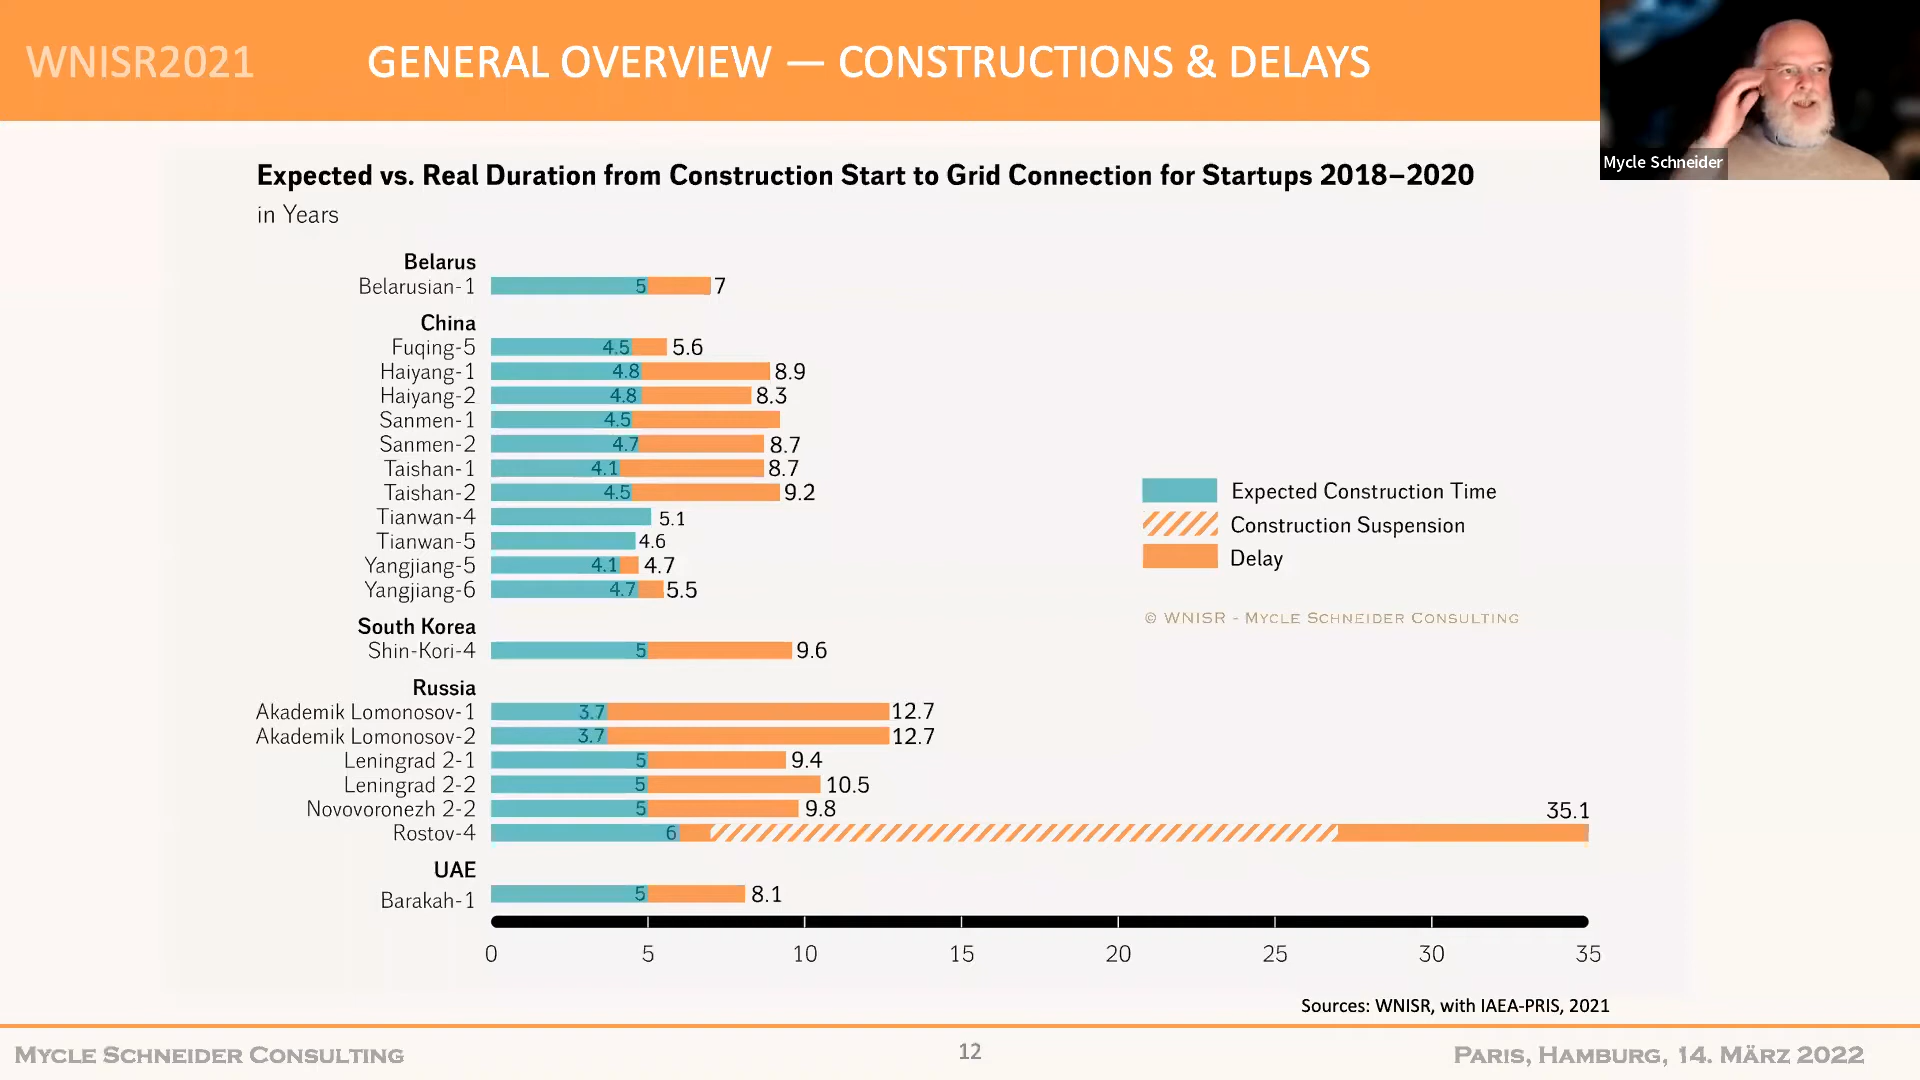 WNISR2021
GENERAL OVERVIEW — CONSTRUCTIONS & DELAYS
Mycle Schneider
Expected vs. Real Duration from Construction Start to Grid Connection for Startups 2018–2020
in Years
Belarus
Belarusian-1 5 7
China
Fuqing-5 4.5 5.6
Haiyang-1 4.8 8.9
Haiyang-2 4.8 8.3
Sanmen-1 4.5
Sanmen-2 4.7 8.7
Taishan-1 4.1 8.7
Taishan-2 4.5 9.2
Tianwan-4 5.1
Tianwan-5 4.6
Yangjiang-5 4.1 4.7
Yangjiang-6 4.7 5.5
South Korea
Shin-Kori-4 5 9.6
Russia
Akademik Lomonosov-1 3.7 12.7
Akademik Lomonosov-2 3.7 12.7
Leningrad 2-1 5 9.4
Leningrad 2-2 5 10.5
Novovoronezh 2-2 5 9.8
Rostov-4 6 35.1
UAE
Barakah-1 5 8.1
0 5 10 15 20 25 30 35
Expected Construction Time
Construction Suspension
Delay
© WNISR - MYCLE SCHNEIDER CONSULTING
Sources: WNISR, with IAEA-PRIS, 2021
MYCLE SCHNEIDER CONSULTING
12
PARIS, HAMBURG, 14. MÄRZ 2022